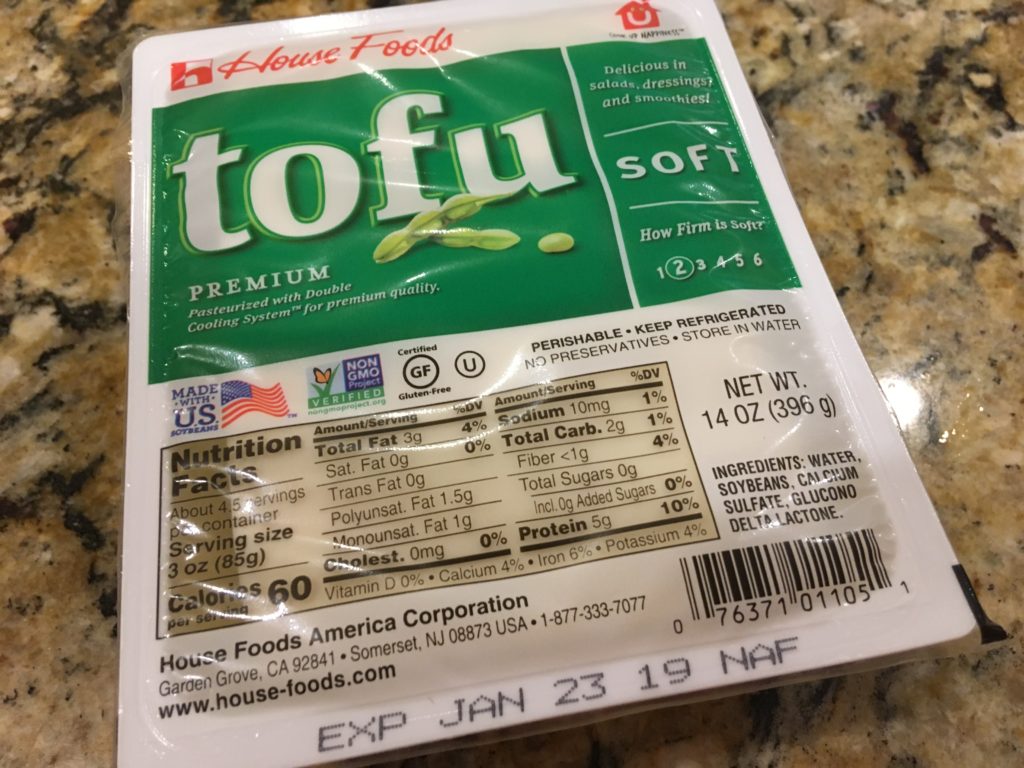 House Foods
COOK UP HAPPINESS™
tofu
PREMIUM
Pasteurized with Double
Cooling System™ for premium quality.
Delicious in
salads, dressings,
and smoothies!
SOFT
How Firm is Soft?
1 2 3 4 5 6
PERISHABLE • KEEP REFRIGERATED
NO PRESERVATIVES • STORE IN WATER
MADE
WITH
U.S.
SOYBEANS
™
NON
GMO
Project
VERIFIED
nongmoproject.org
Certified
GF
Gluten-Free
U
NET WT.
14 OZ (396 g)
Nutrition
Facts
About 4.5 servings
per container
Serving size
3 oz (85g)
Calories 60
per serving
Amount/Serving %DV
Total Fat 3g 4%
Sat. Fat 0g 0%
Trans Fat 0g
Polyunsat. Fat 1.5g
Monounsat. Fat 1g
Cholest. 0mg 0%
Amount/Serving %DV
Sodium 10mg 1%
Total Carb. 2g 1%
Fiber <1g 4%
Total Sugars 0g
Incl. 0g Added Sugars 0%
Protein 5g 10%
Vitamin D 0% • Calcium 4% • Iron 6% • Potassium 4%
INGREDIENTS: WATER,
SOYBEANS, CALCIUM
SULFATE, GLUCONO
DELTA LACTONE.
House Foods America Corporation
Garden Grove, CA 92841 • Somerset, NJ 08873 USA • 1-877-333-7077
www.house-foods.com
0 76371 01105 1
EXP JAN 23 19 NAF